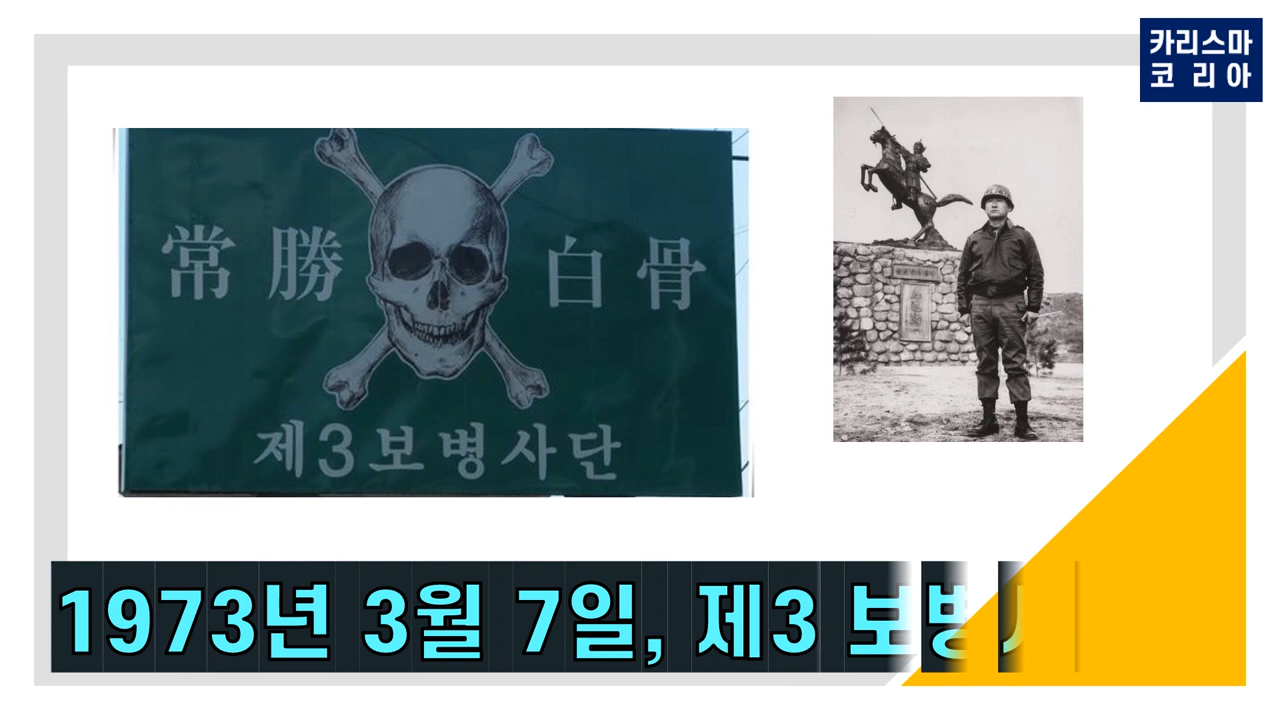 카리스마
코리아
常勝 白骨
제3보병사단
1973년 3월 7일, 제3 보병